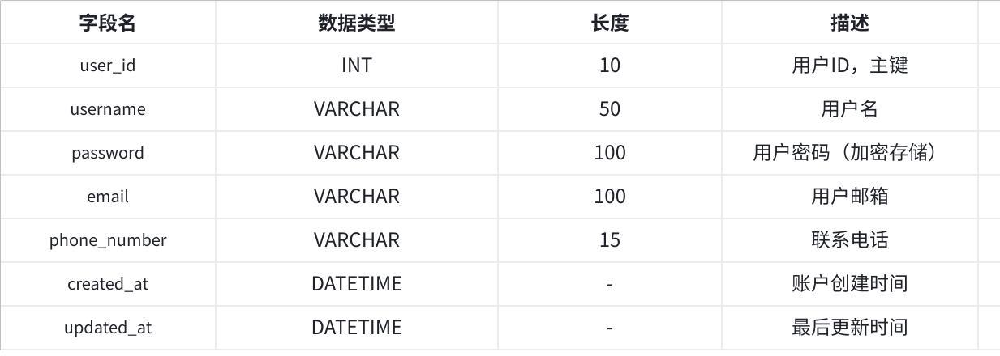 字段名 数据类型 长度 描述
user_id INT 10 用户ID，主键
username VARCHAR 50 用户名
password VARCHAR 100 用户密码（加密存储）
email VARCHAR 100 用户邮箱
phone_number VARCHAR 15 联系电话
created_at DATETIME - 账户创建时间
updated_at DATETIME - 最后更新时间